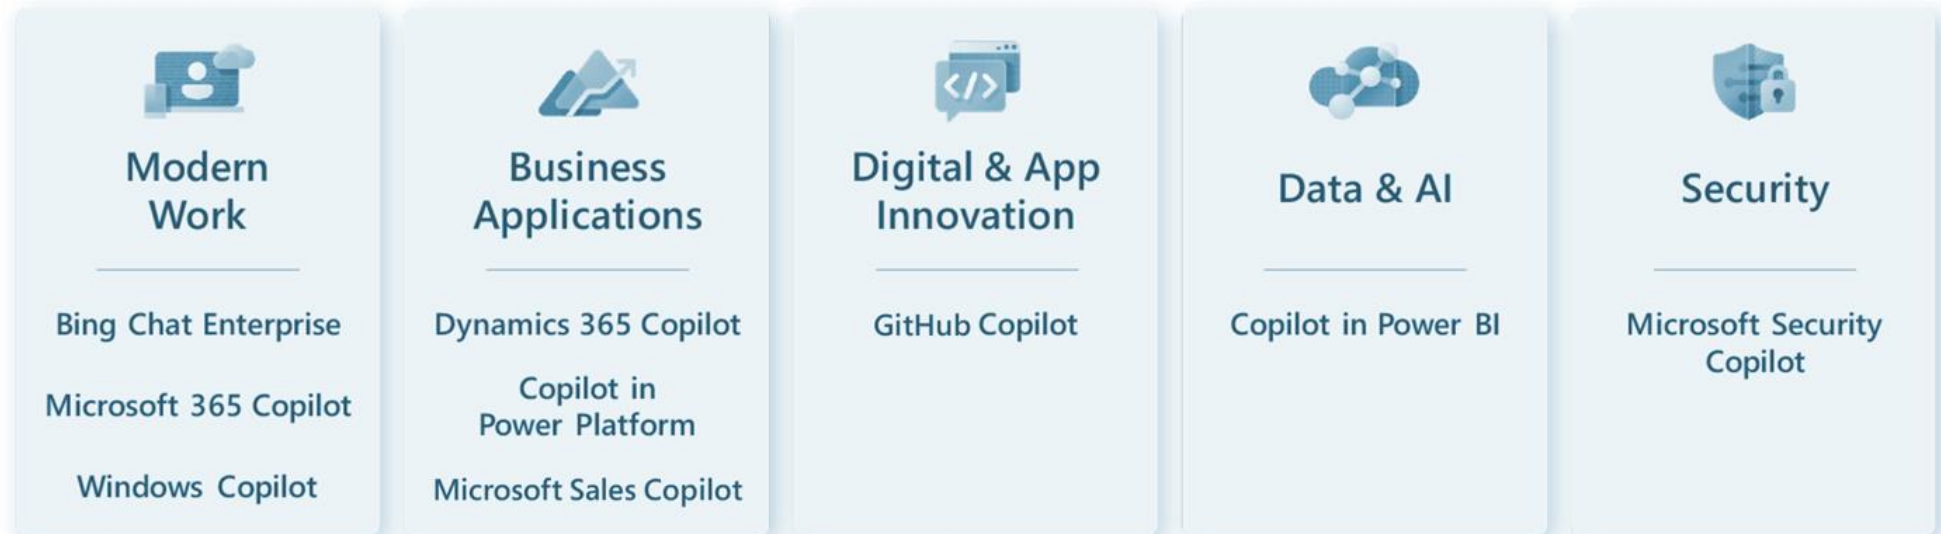 Modern
Work
Bing Chat Enterprise
Microsoft 365 Copilot
Windows Copilot
Business
Applications
Dynamics 365 Copilot
Copilot in
Power Platform
Microsoft Sales Copilot
Digital & App
Innovation
</>
GitHub Copilot
Data & AI
Copilot in Power BI
Security
Microsoft Security
Copilot